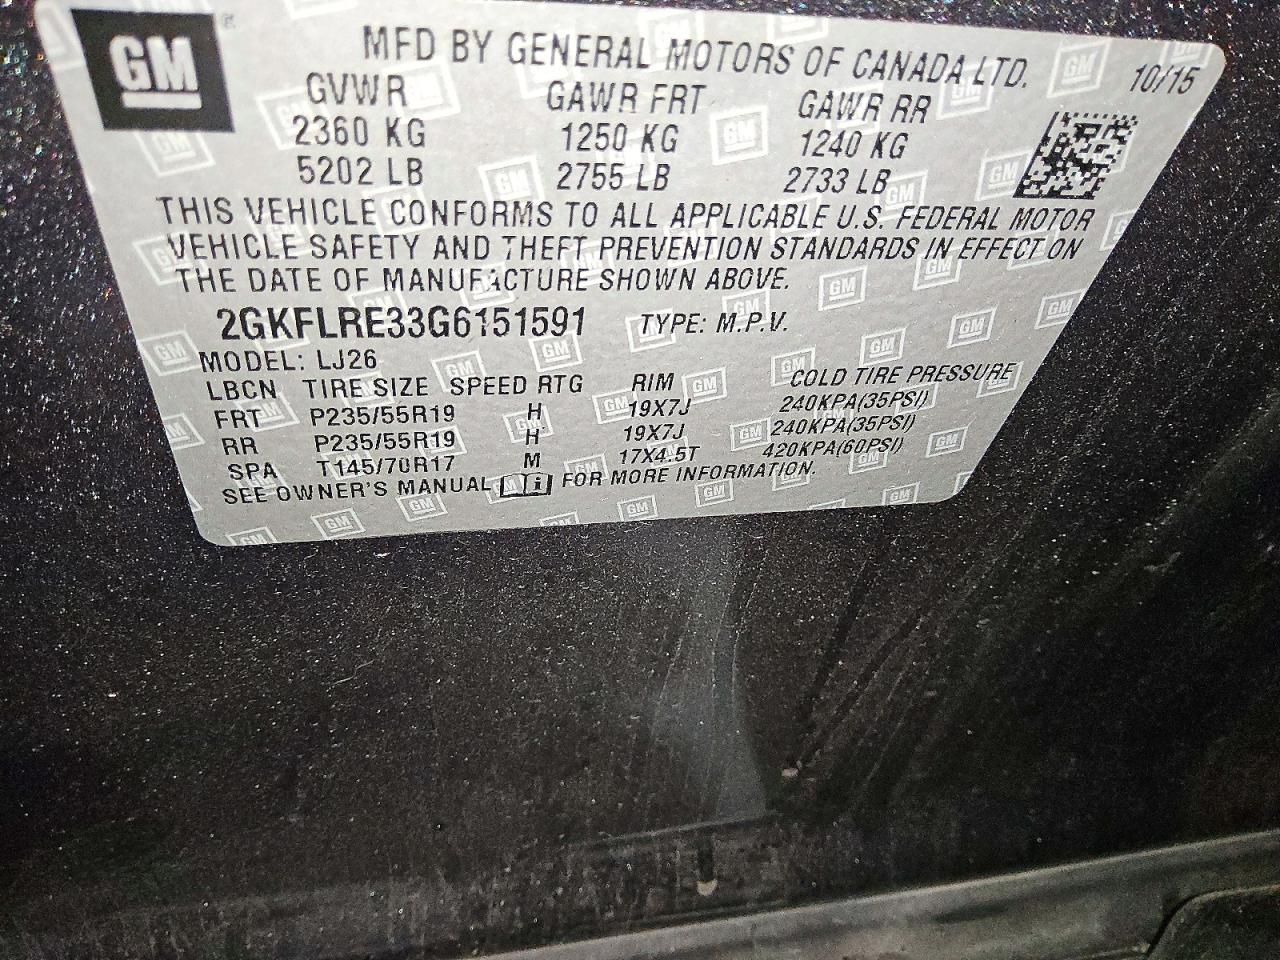 GM
MFD BY GENERAL MOTORS OF CANADA LTD.
10/15
GVWR GAWR FRT GAWR RR
2360 KG 1250 KG 1240 KG
5202 LB 2755 LB 2733 LB
THIS VEHICLE CONFORMS TO ALL APPLICABLE U.S. FEDERAL MOTOR
VEHICLE SAFETY AND THEFT PREVENTION STANDARDS IN EFFECT ON
THE DATE OF MANUFACTURE SHOWN ABOVE.
2GKFLRE33G6151591 TYPE: M.P.V.
MODEL: LJ26
LBCN TIRE SIZE SPEED RTG RIM COLD TIRE PRESSURE
FRT P235/55R19 H 19X7J 240KPA(35PSI)
RR P235/55R19 H 19X7J 240KPA(35PSI)
SPA T145/70R17 M 17X4.5T 420KPA(60PSI)
SEE OWNER'S MANUAL i FOR MORE INFORMATION.